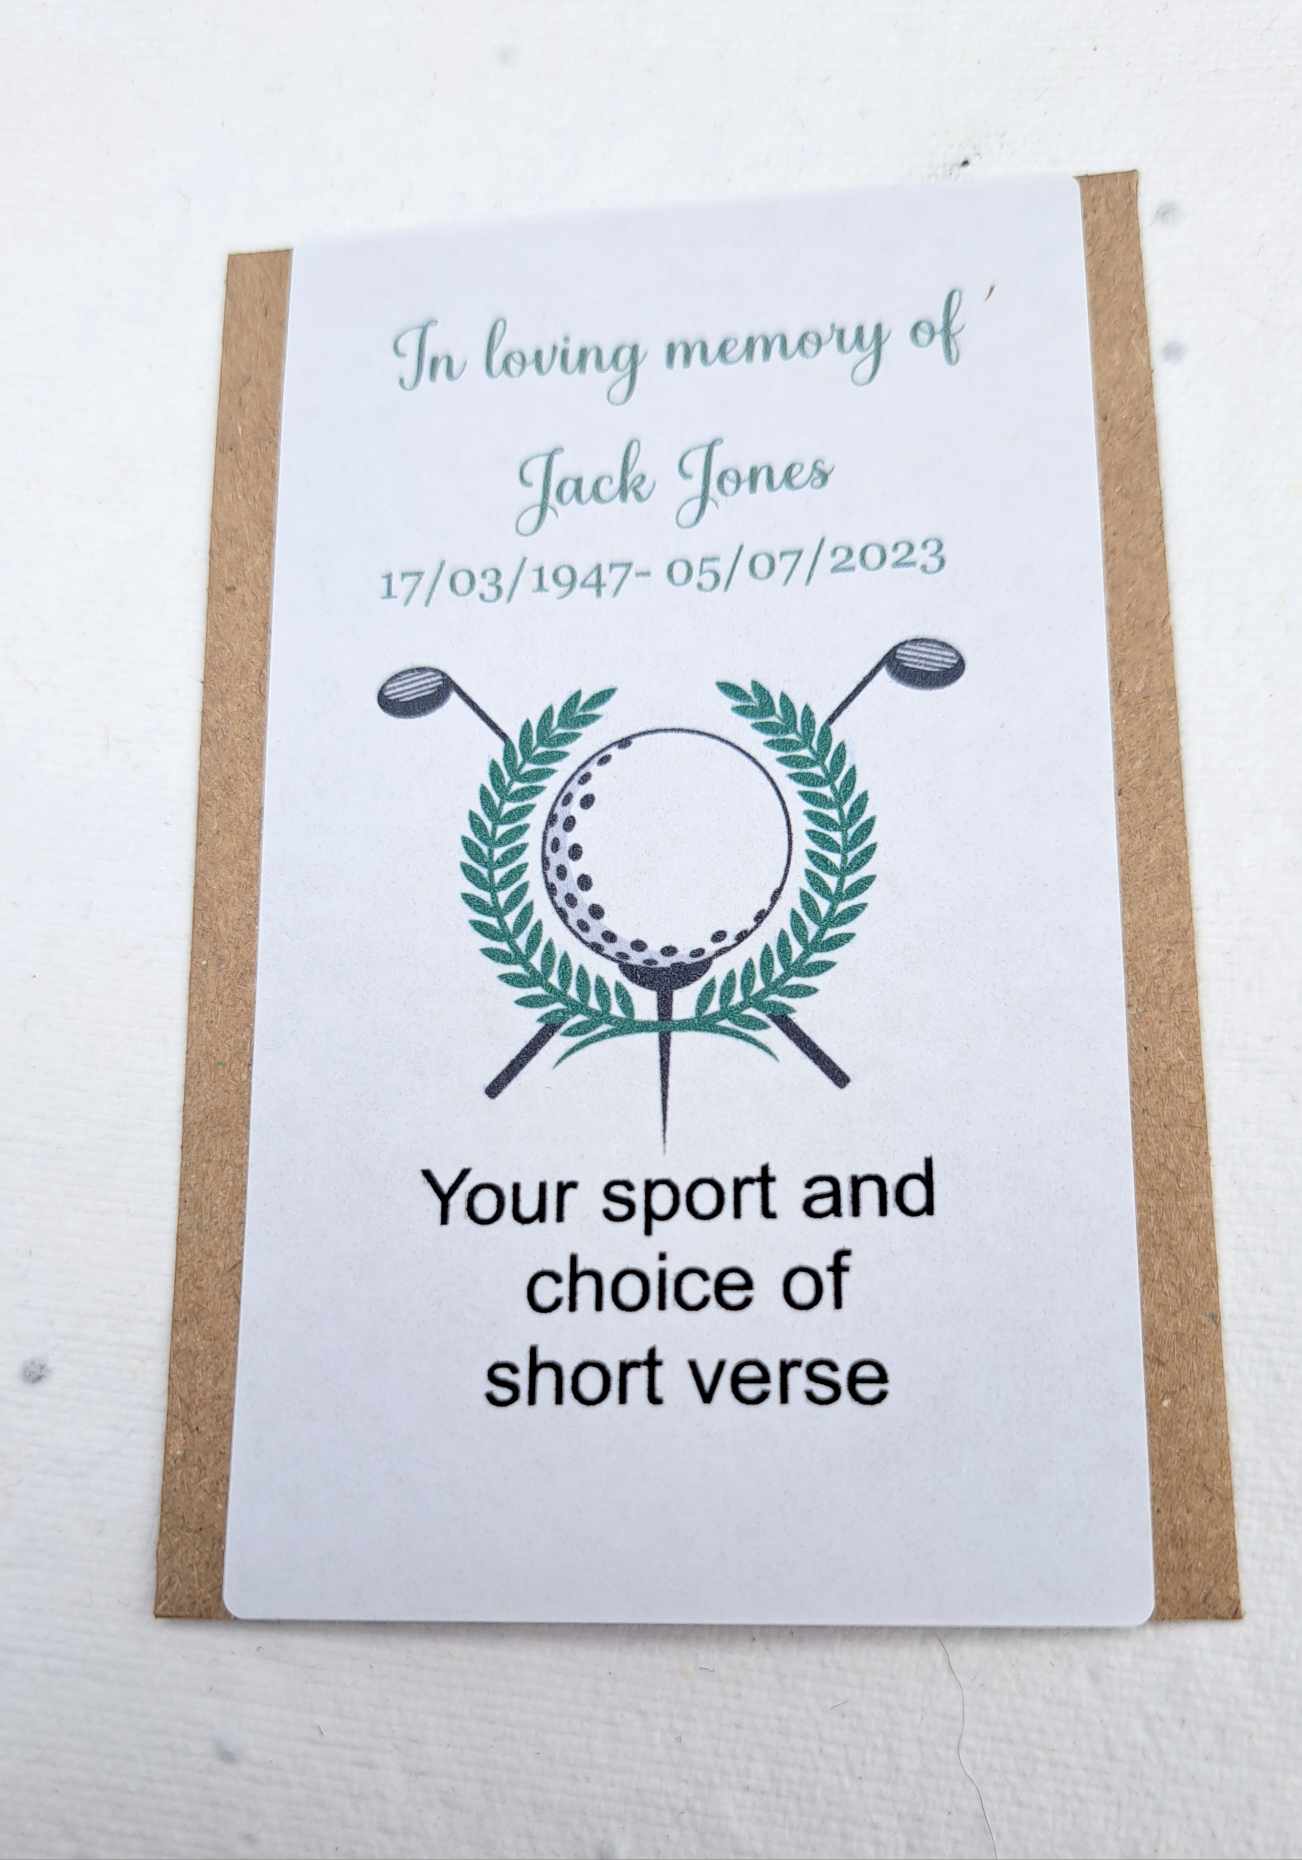 In loving memory of
Jack Jones
17/03/1947- 05/07/2023
Your sport and
choice of
short verse